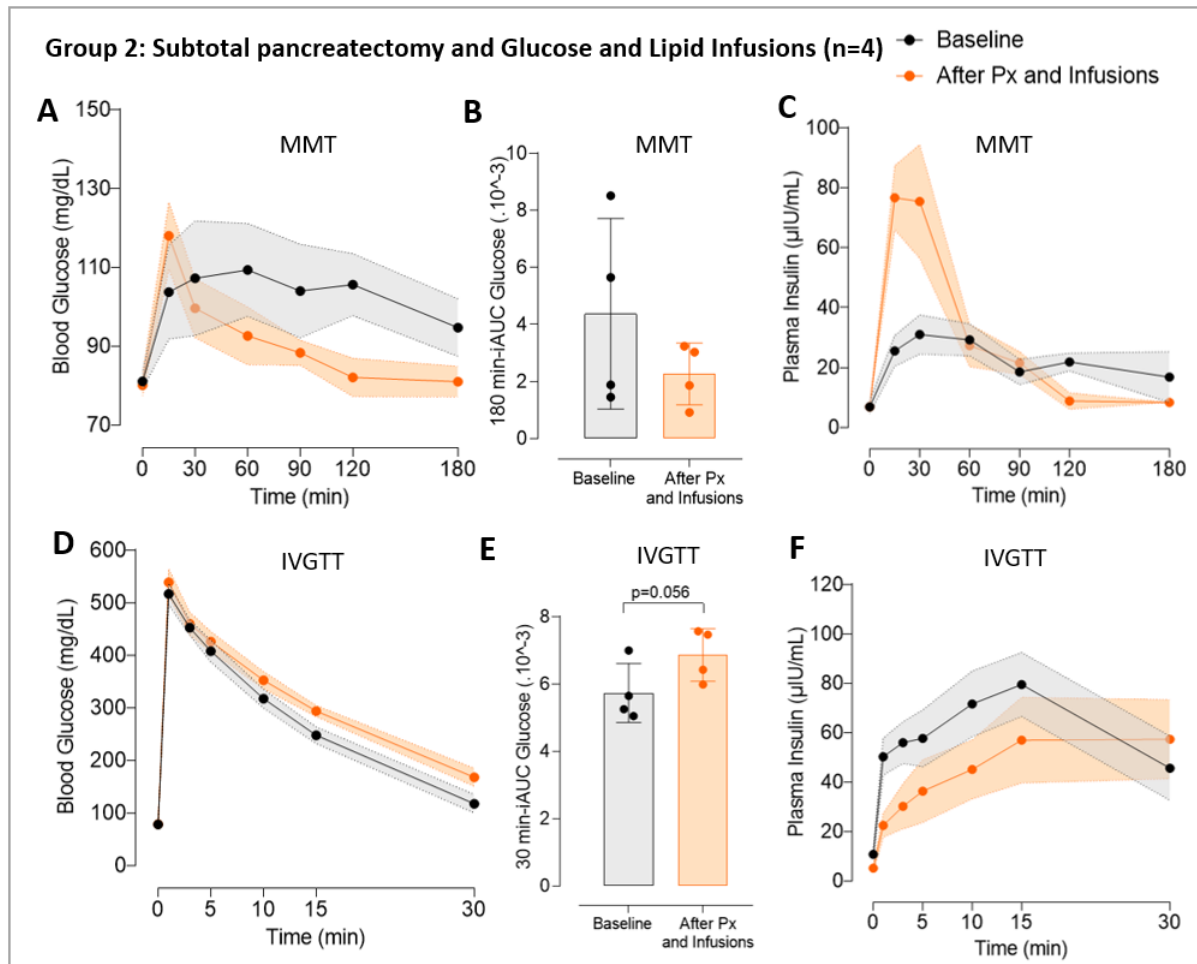 Group 2: Subtotal pancreatectomy and Glucose and Lipid Infusions (n=4)
Baseline
After Px and Infusions
A
MMT
Blood Glucose (mg/dL)
150
130
110
90
70
0 30 60 90 120 180
Time (min)
B
MMT
180 min-iAUC Glucose (.10^-3)
10
8
6
4
2
0
Baseline
After Px
and Infusions
C
MMT
Plasma Insulin (µIU/mL)
100
80
60
40
20
0
0 30 60 90 120 180
Time (min)
D
IVGTT
Blood Glucose (mg/dL)
600
500
400
300
200
100
0
0 5 10 15 30
Time (min)
E
IVGTT
p=0.056
30 min-iAUC Glucose (.10^-3)
8
6
4
2
0
Baseline
After Px
and Infusions
F
IVGTT
Plasma Insulin (µIU/mL)
120
100
80
60
40
20
0
0 5 10 15 30
Time (min)